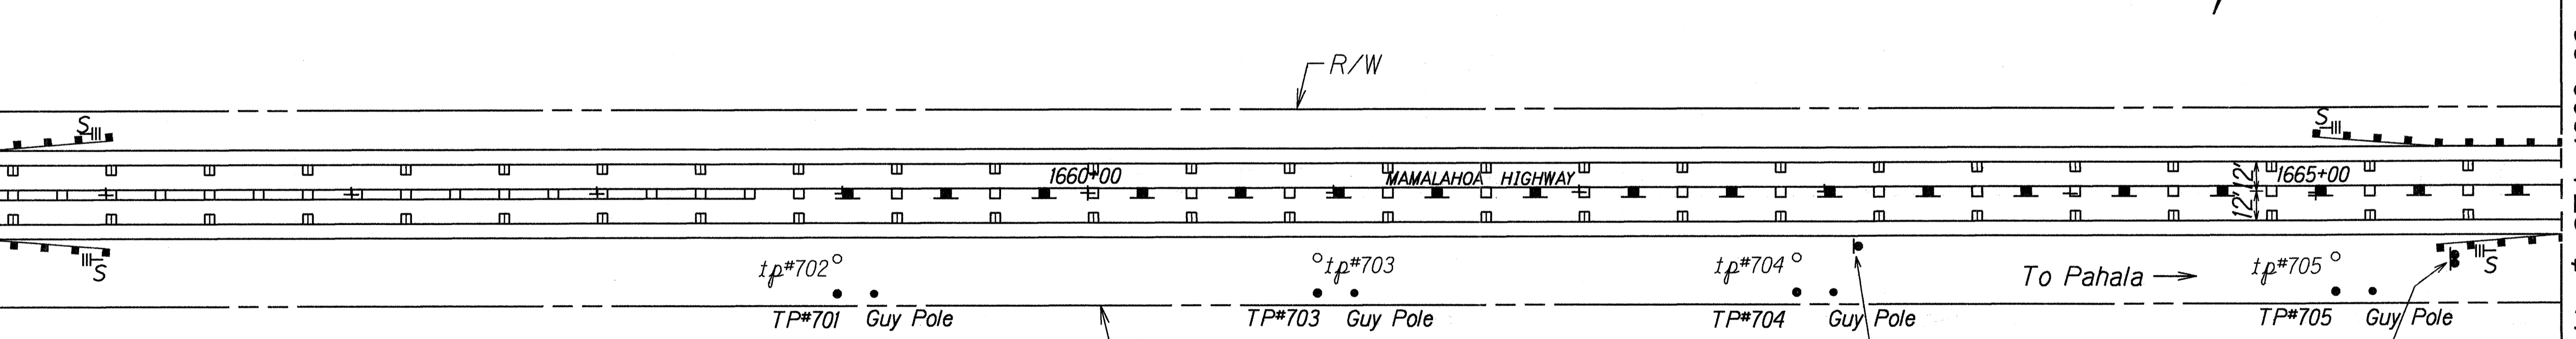 R/W
S
S
1660+00
MAMALAHOA HIGHWAY
12'
12'
1665+00
S
S
tp#702
tp#703
tp#704
To Pahala
tp#705
TP#701 Guy Pole
TP#703 Guy Pole
TP#704 Guy Pole
TP#705 Guy Pole